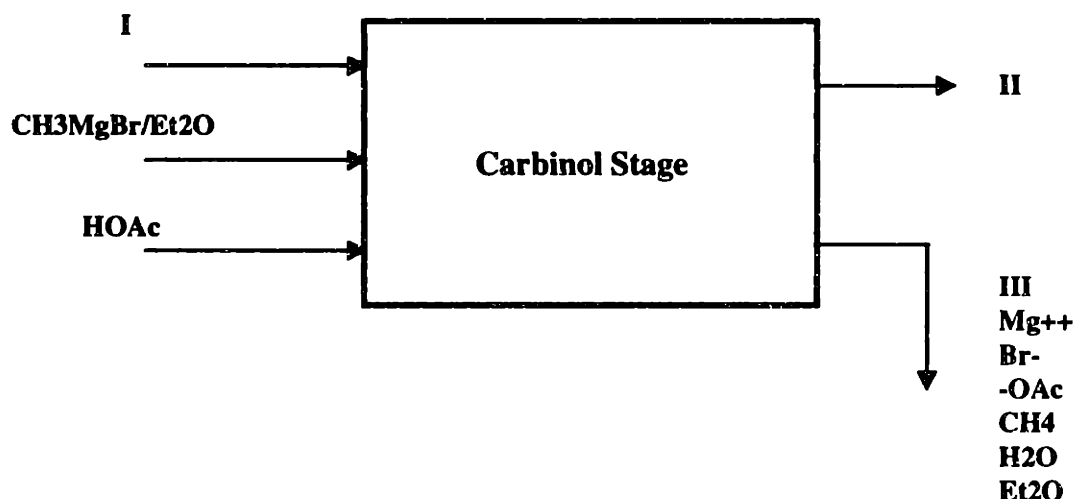 I
CH3MgBr/Et2O
HOAc
Carbinol Stage
II
III
Mg++
Br-
-OAc
CH4
H2O
Et2O